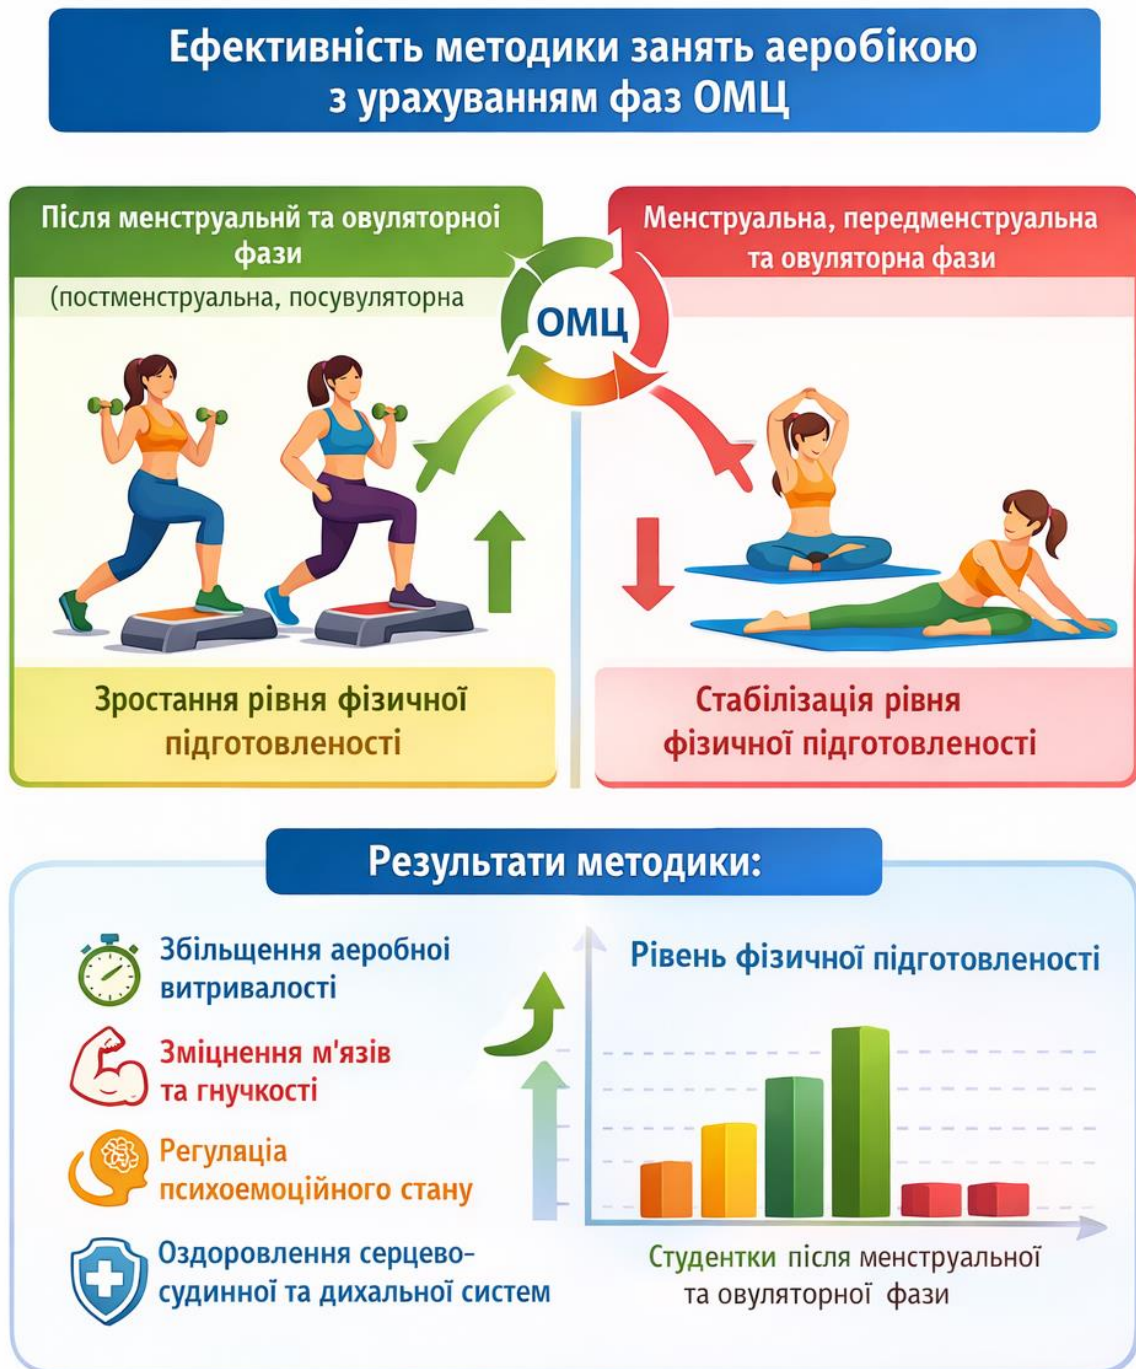 Ефективність методики занять аеробікою
з урахуванням фаз ОМЦ
Після менструальнй та овуляторної
фази
(постменструальна, посувуляторна
Менструальна, передменструальна
та овуляторна фази
ОМЦ
Зростання рівня фізичної
підготовленості
Стабілізація рівня
фізичної підготовленості
Результати методики:
Збільщення аеробної
витривалості
Зміцнення м'язів
та гнучкості
Регуляціа
психоемоційного стану
Оздоровлення серцево-
судинної та дихальної систем
Рівень фізичної підготовленості
Студентки після менструальної
та овуляторної фази